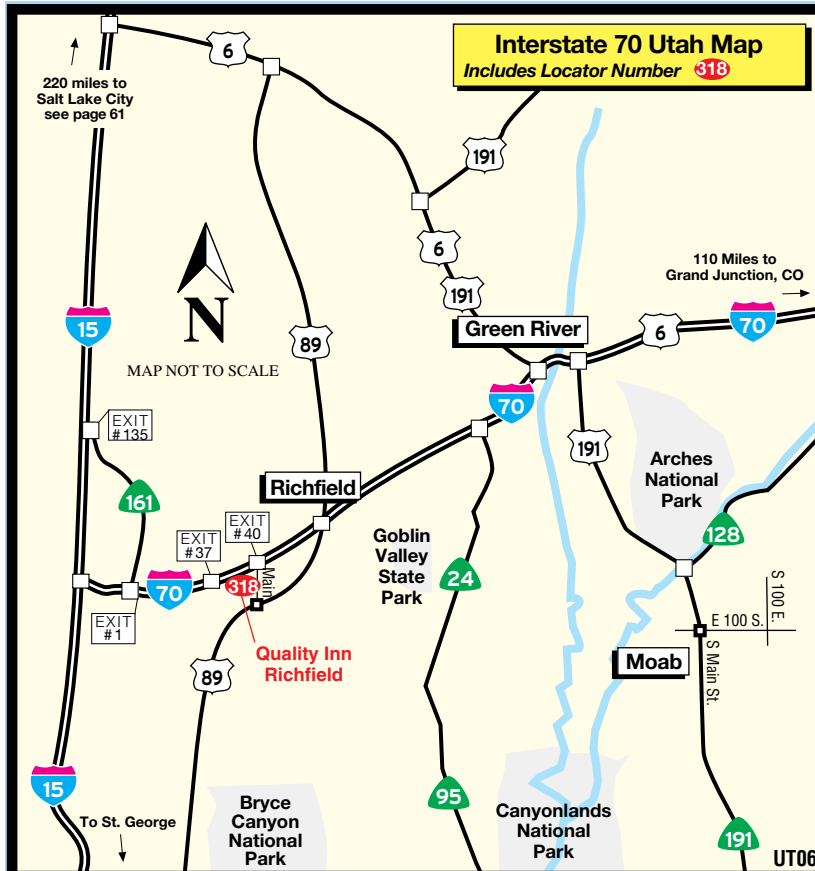 Interstate 70 Utah Map
Includes Locator Number 318
6
220 miles to
Salt Lake City
see page 61
191
6
110 Miles to
Grand Junction, CO
191
15
N
MAP NOT TO SCALE
89
Green River
6
70
70
EXIT
#135
191
Arches
National
Park
161
Richfield
EXIT
#40
EXIT
#37
Goblin
Valley
State
Park
128
24
70
318
Main
EXIT
#1
S 100 E.
E 100 S.
S Main St.
Quality Inn
Richfield
Moab
89
15
95
To St. George
Bryce
Canyon
National
Park
Canyonlands
National
Park
191
UT06